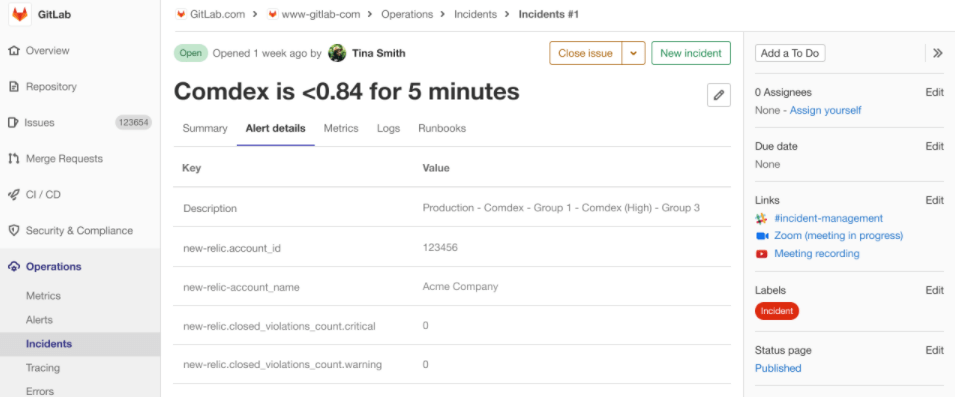 GitLab
Overview
Repository
Issues 123654
Merge Requests
CI / CD
Security & Compliance
Operations
Metrics
Alerts
Incidents
Tracing
Errors
GitLab.com > www-gitlab-com > Operations > Incidents > Incidents #1
Open Opened 1 week ago by Tina Smith
Close issue New incident
Comdex is <0.84 for 5 minutes
Summary Alert details Metrics Logs Runbooks
Key Value
Description Production - Comdex - Group 1 - Comdex (High) - Group 3
new-relic.account_id 123456
new-relic-account_name Acme Company
new-relic.closed_violations_count.critical 0
new-relic.closed_violations_count.warning 0
Add a To Do
0 Assignees Edit
None - Assign yourself
Due date Edit
None
Links Edit
#incident-management
Zoom (meeting in progress)
Meeting recording
Labels Edit
Incident
Status page Edit
Published